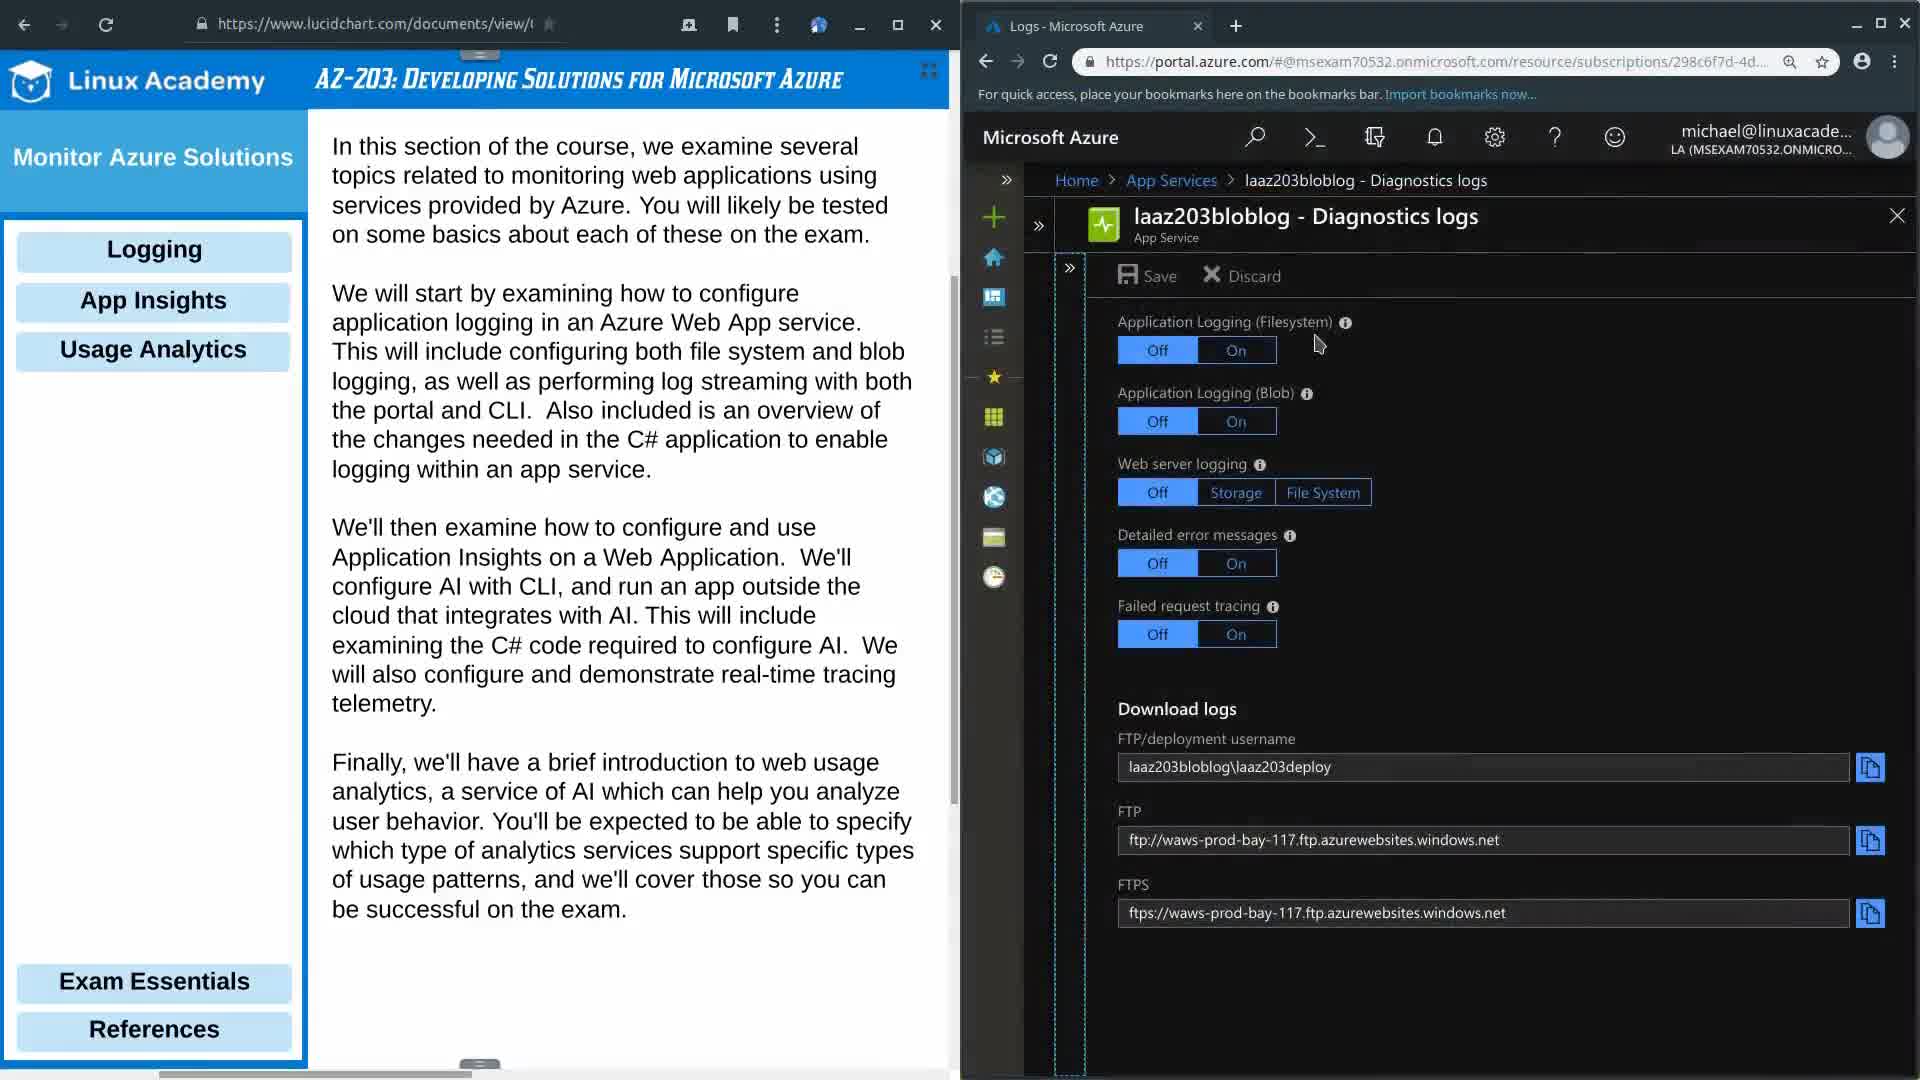 https://www.lucidchart.com/documents/view/
Linux Academy
AZ-203: Developing Solutions for Microsoft Azure
Monitor Azure Solutions
Logging
App Insights
Usage Analytics
Exam Essentials
References
In this section of the course, we examine several
topics related to monitoring web applications using
services provided by Azure. You will likely be tested
on some basics about each of these on the exam.
We will start by examining how to configure
application logging in an Azure Web App service.
This will include configuring both file system and blob
logging, as well as performing log streaming with both
the portal and CLI. Also included is an overview of
the changes needed in the C# application to enable
logging within an app service.
We'll then examine how to configure and use
Application Insights on a Web Application. We'll
configure AI with CLI, and run an app outside the
cloud that integrates with AI. This will include
examining the C# code required to configure AI. We
will also configure and demonstrate real-time tracing
telemetry.
Finally, we'll have a brief introduction to web usage
analytics, a service of AI which can help you analyze
user behavior. You'll be expected to be able to specify
which type of analytics services support specific types
of usage patterns, and we'll cover those so you can
be successful on the exam.
Logs - Microsoft Azure
https://portal.azure.com/#@msexam70532.onmicrosoft.com/resource/subscriptions/298c6f7d-4d...
For quick access, place your bookmarks here on the bookmarks bar. Import bookmarks now...
Microsoft Azure
michael@linuxacade...
LA (MSEXAM70532.ONMICRO...
Home > App Services > laaz203bloblog - Diagnostics logs
laaz203bloblog - Diagnostics logs
App Service
Save Discard
Application Logging (Filesystem)
Off On
Application Logging (Blob)
Off On
Web server logging
Off Storage File System
Detailed error messages
Off On
Failed request tracing
Off On
Download logs
FTP/deployment username
laaz203bloblog\laaz203deploy
FTP
ftp://waws-prod-bay-117.ftp.azurewebsites.windows.net
FTPS
ftps://waws-prod-bay-117.ftp.azurewebsites.windows.net